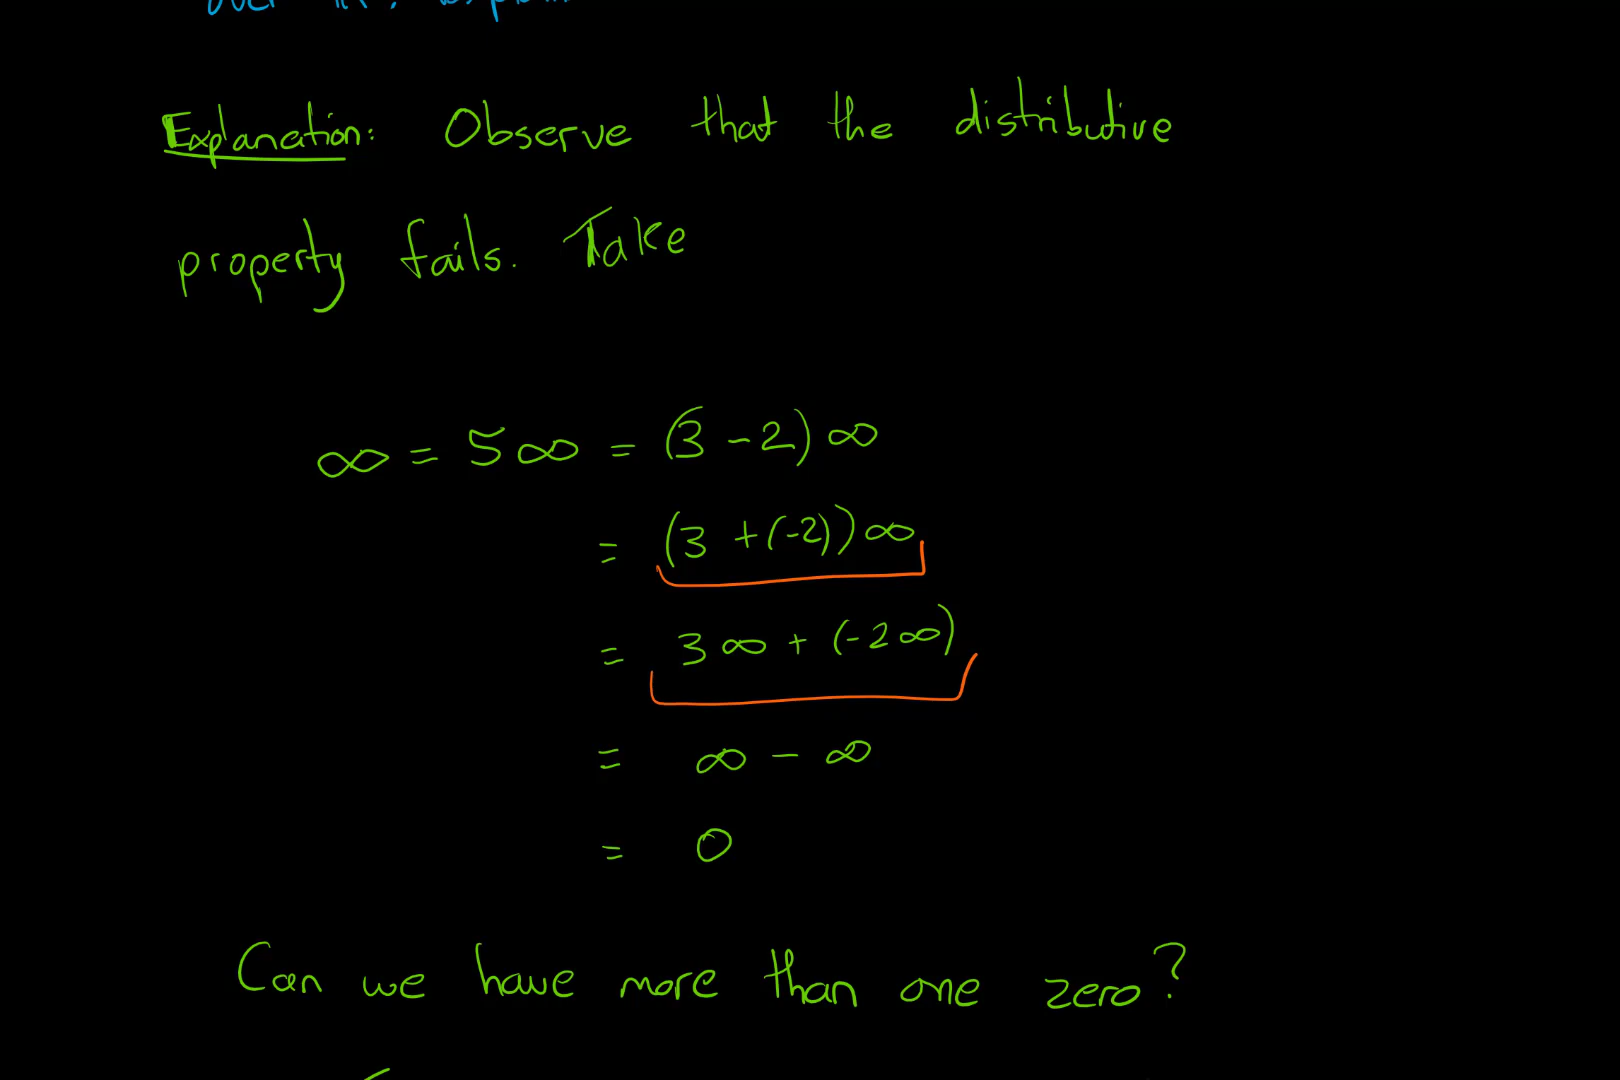 over
Explanation: Observe that the distributive
property fails. Take
∞ = 5∞ = (3 - 2)∞
= (3 + (-2))∞
= 3∞ + (-2∞)
= ∞ - ∞
= 0
Can we have more than one zero?